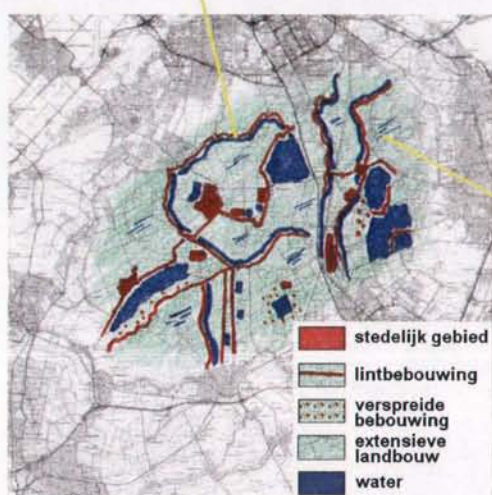 stedelijk gebied
lintbebouwing
verspreide
bebouwing
extensieve
landbouw
water